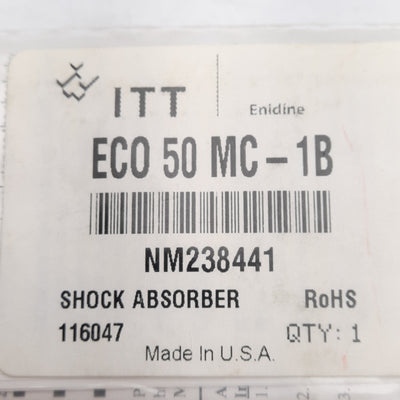 ITT Enidine
ECO 50 MC-1B
NM238441
SHOCK ABSORBER RoHS
116047 QTY: 1
Made In U.S.A.